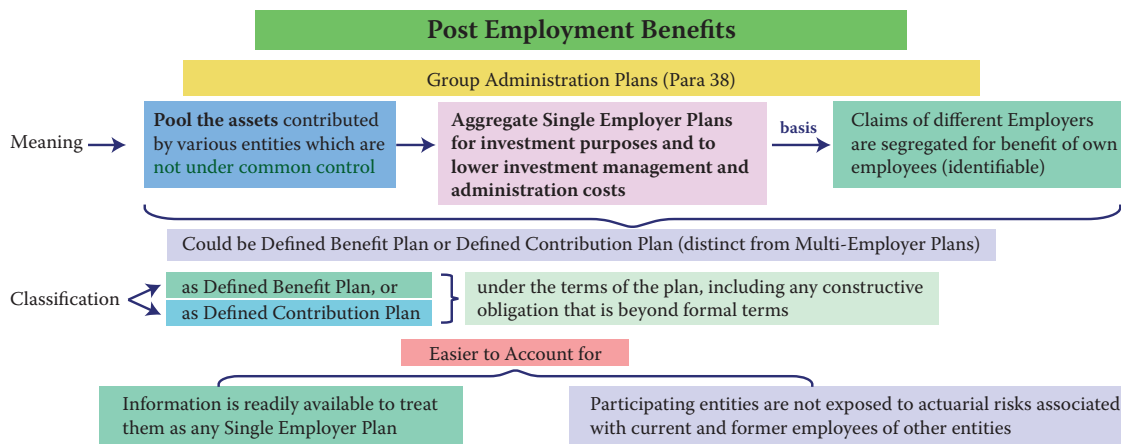 Post Employment Benefits
Group Administration Plans (Para 38)
Meaning
Pool the assets contributed
by various entities which are
not under common control
Aggregate Single Employer Plans
for investment purposes and to
lower investment management and
administration costs
basis
Claims of different Employers
are segregated for benefit of own
employees (identifiable)
Could be Defined Benefit Plan or Defined Contribution Plan (distinct from Multi-Employer Plans)
Classification
as Defined Benefit Plan, or
as Defined Contribution Plan
under the terms of the plan, including any constructive
obligation that is beyond formal terms
Easier to Account for
Information is readily available to treat
them as any Single Employer Plan
Participating entities are not exposed to actuarial risks associated
with current and former employees of other entities